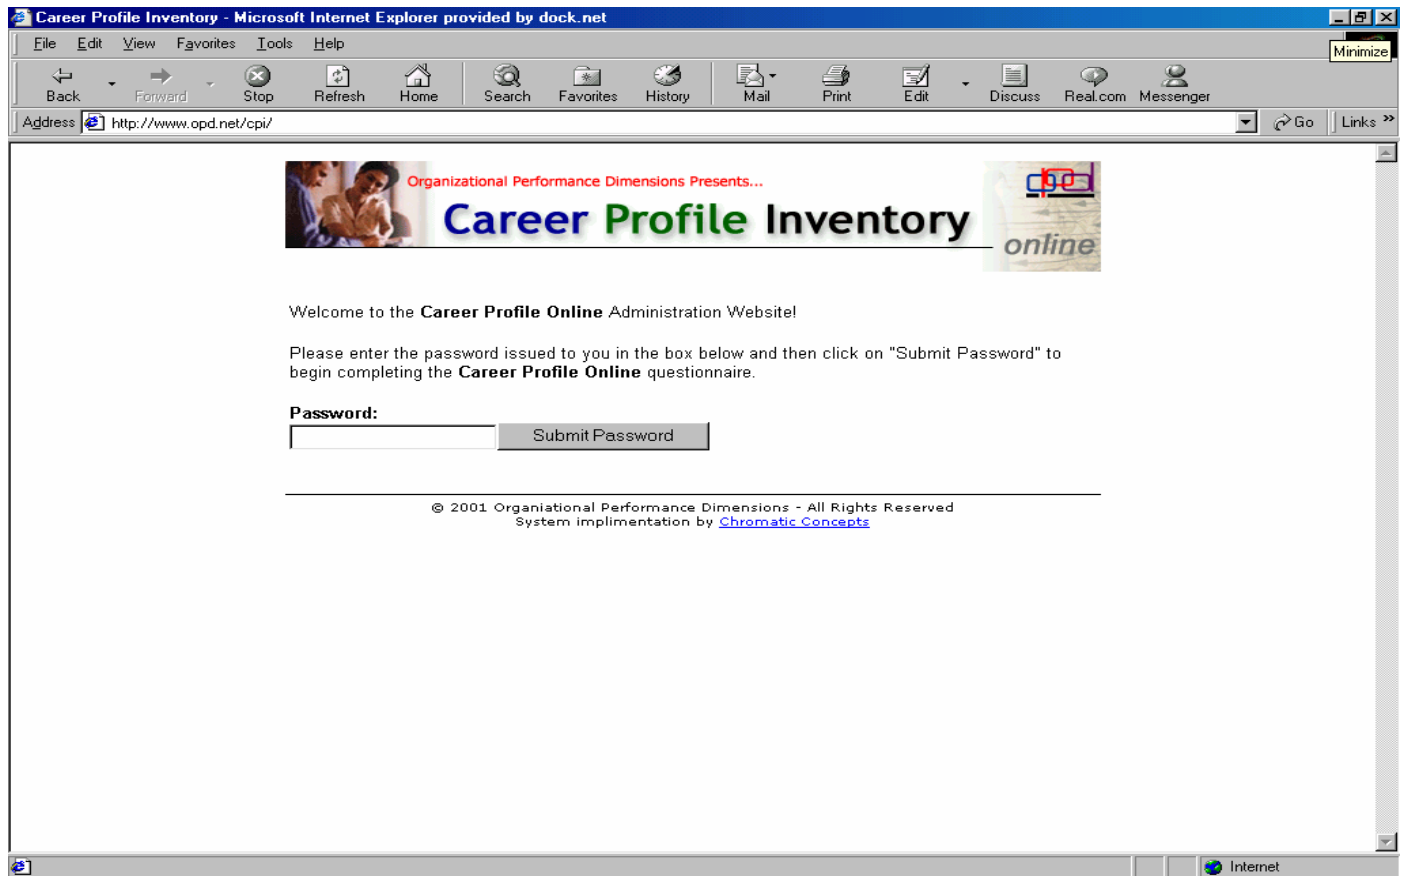 Career Profile Inventory - Microsoft Internet Explorer provided by dock.net
File Edit View Favorites Tools Help
Minimize
Back Forward Stop Refresh Home Search Favorites History Mail Print Edit Discuss Real.com Messenger
Address http://www.opd.net/cpi/ Go Links »
Organizational Performance Dimensions Presents...
opd
Career Profile Inventory
online
Welcome to the Career Profile Online Administration Website!
Please enter the password issued to you in the box below and then click on "Submit Password" to
begin completing the Career Profile Online questionnaire.
Password:
Submit Password
© 2001 Organiational Performance Dimensions - All Rights Reserved
System implimentation by Chromatic Concepts
Internet